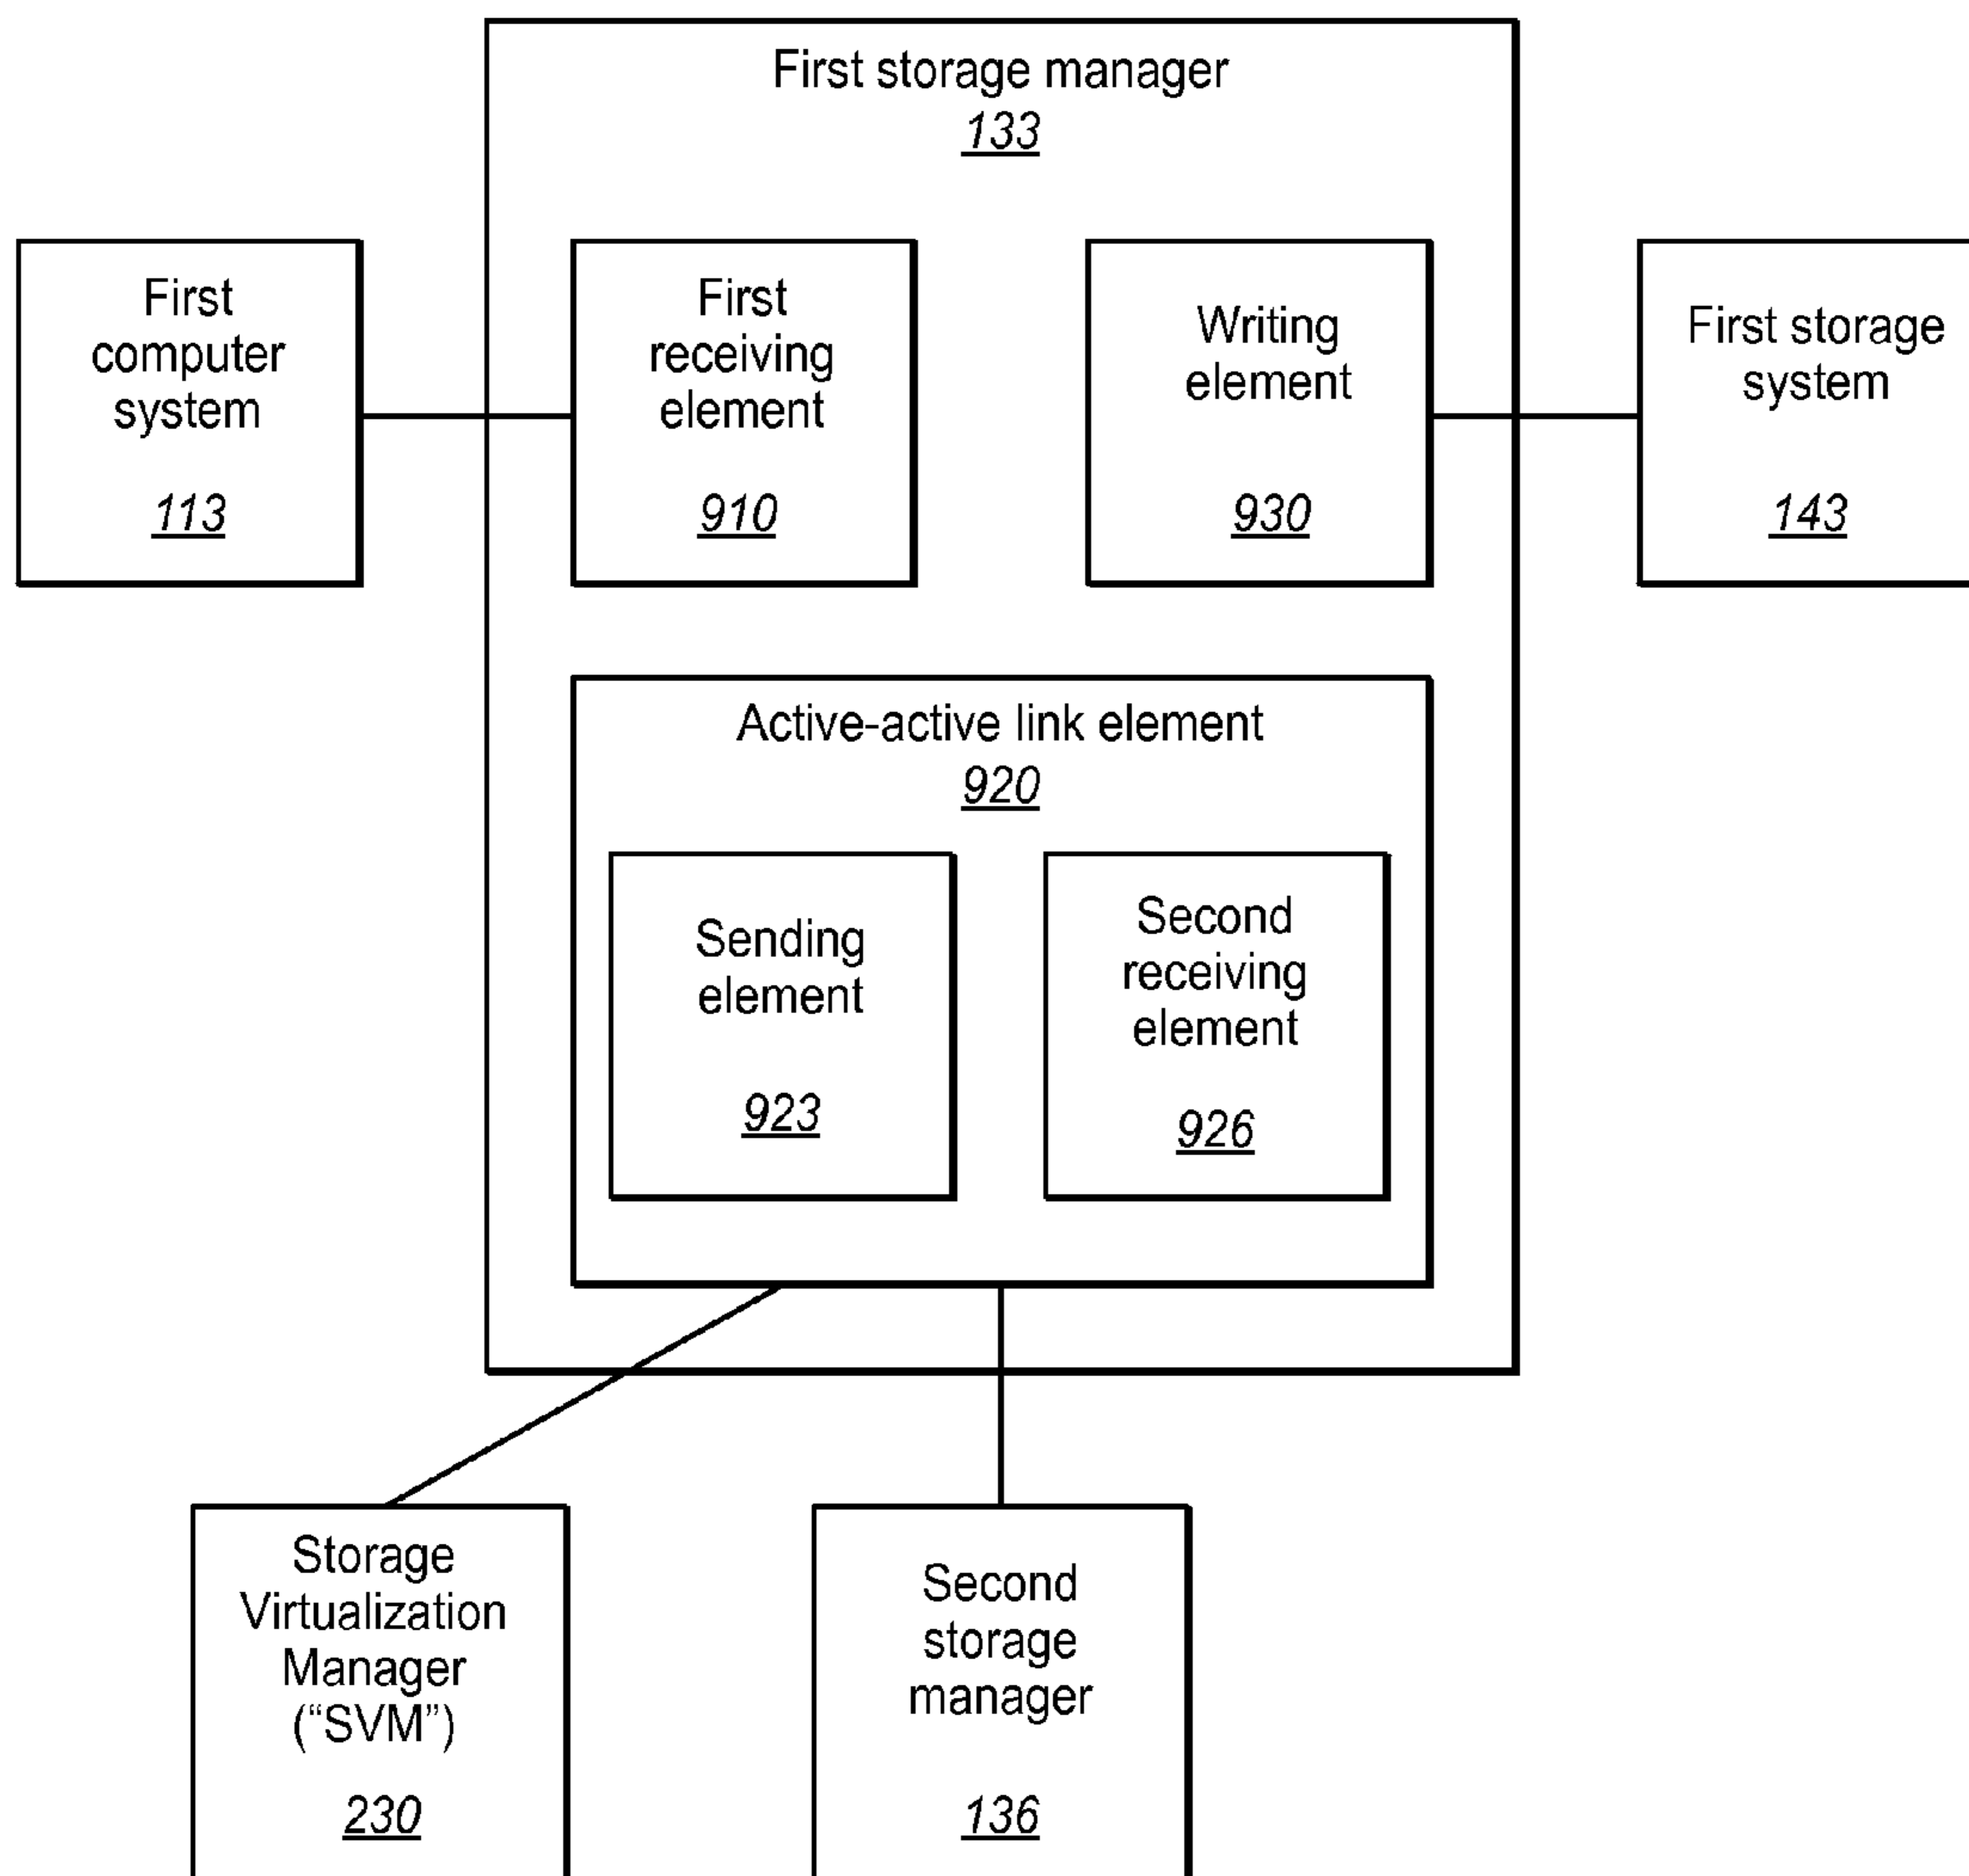 First storage manager
133
First
computer
system
113
First
receiving
element
910
Writing
element
930
First storage
system
143
Active-active link element
920
Sending
element
923
Second
receiving
element
926
Storage
Virtualization
Manager
(“SVM”)
230
Second
storage
manager
136